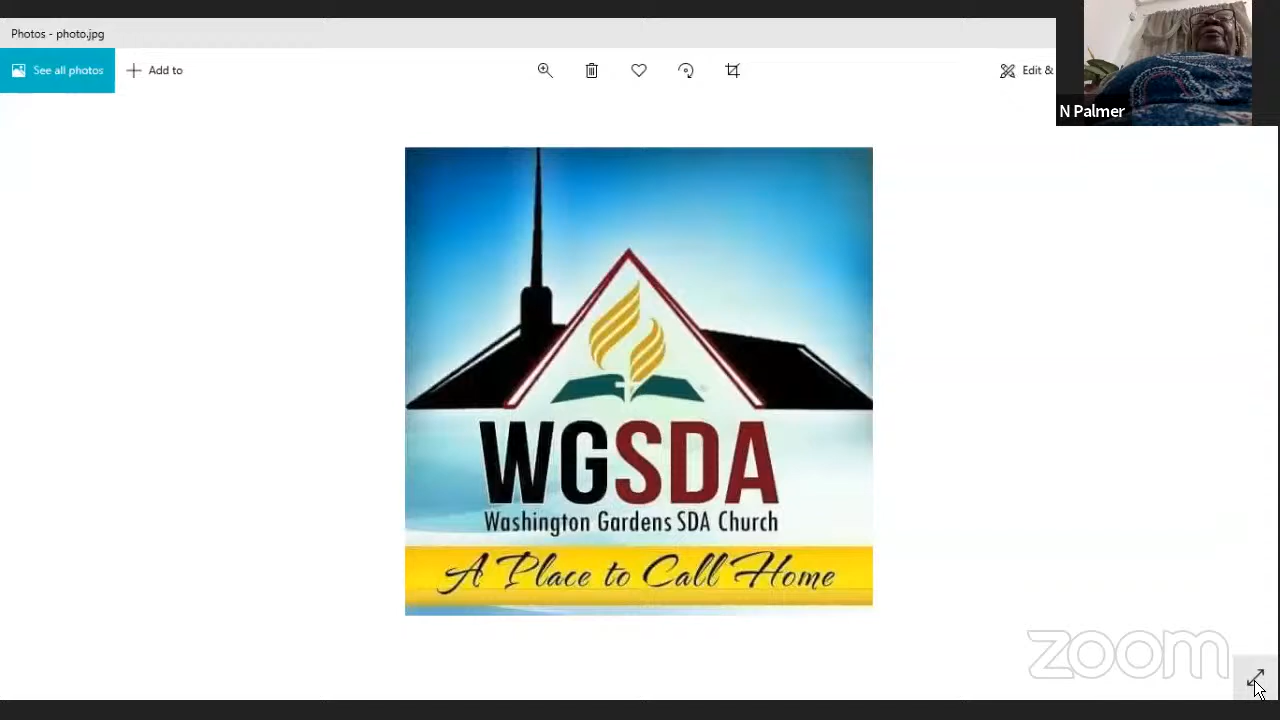 Photos - photo.jpg
See all photos
Add to
Edit &
N Palmer
WGSDA
Washington Gardens SDA Church
A Place to Call Home
zoom